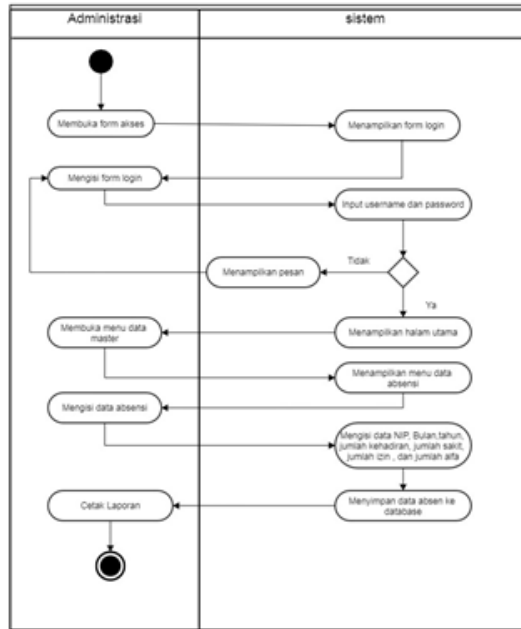 Administrasi
sistem
Membuka form akses
Menampilkan form login
Mengisi form login
Input username dan password
Tidak
Menampilkan pesan
Ya
Membuka menu data
master
Menampilkan halam utama
Menampilkan menu data
absensi
Mengisi data absensi
Mengisi data NIP, Bulan,tahun,
jumlah kehadiran, jumlah sakit,
jumlah izin , dan jumlah alfa
Cetak Laporan
Menyimpan data absen ke
database